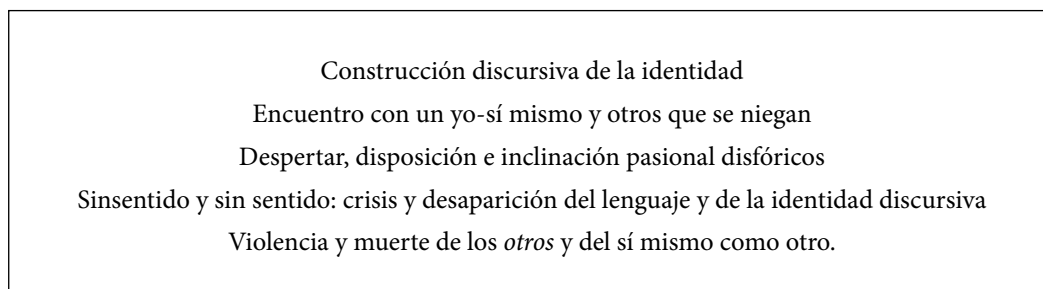 Construcción discursiva de la identidad
Encuentro con un yo-sí mismo y otros que se niegan
Despertar, disposición e inclinación pasional disfóricos
Sinsentido y sin sentido: crisis y desaparición del lenguaje y de la identidad discursiva
Violencia y muerte de los otros y del sí mismo como otro.